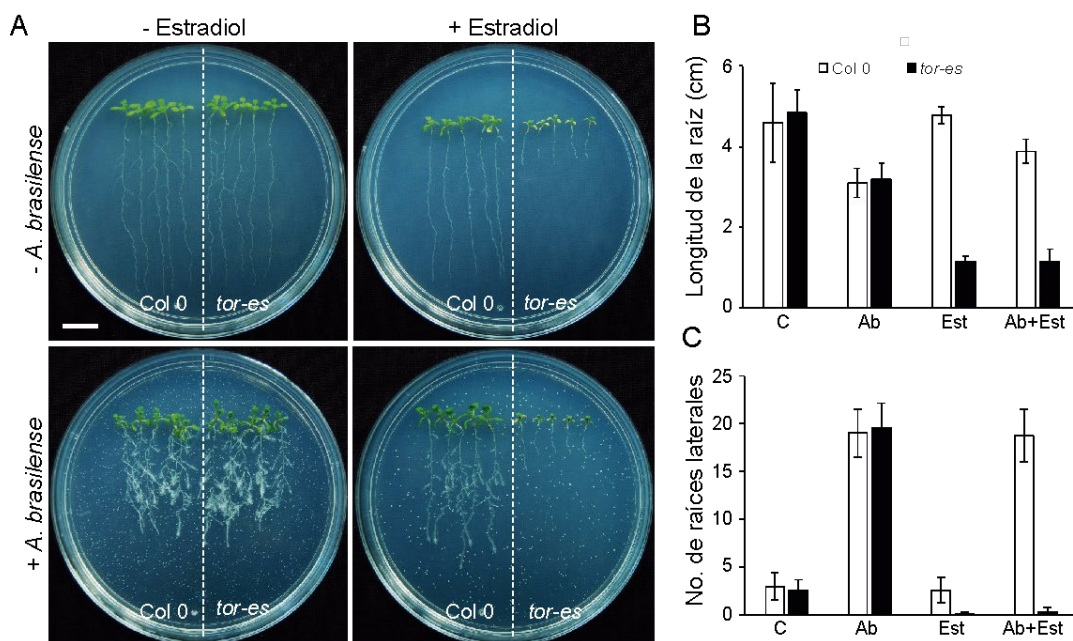 A
- Estradiol
+ Estradiol
- A. brasilense
Col 0
tor-es
Col 0
tor-es
+ A. brasilense
Col 0
tor-es
Col 0
tor-es
B
Col 0
tor-es
Longitud de la raíz (cm)
6
4
2
0
C
Ab
Est
Ab+Est
C
No. de raíces laterales
25
20
15
10
5
0
C
Ab
Est
Ab+Est